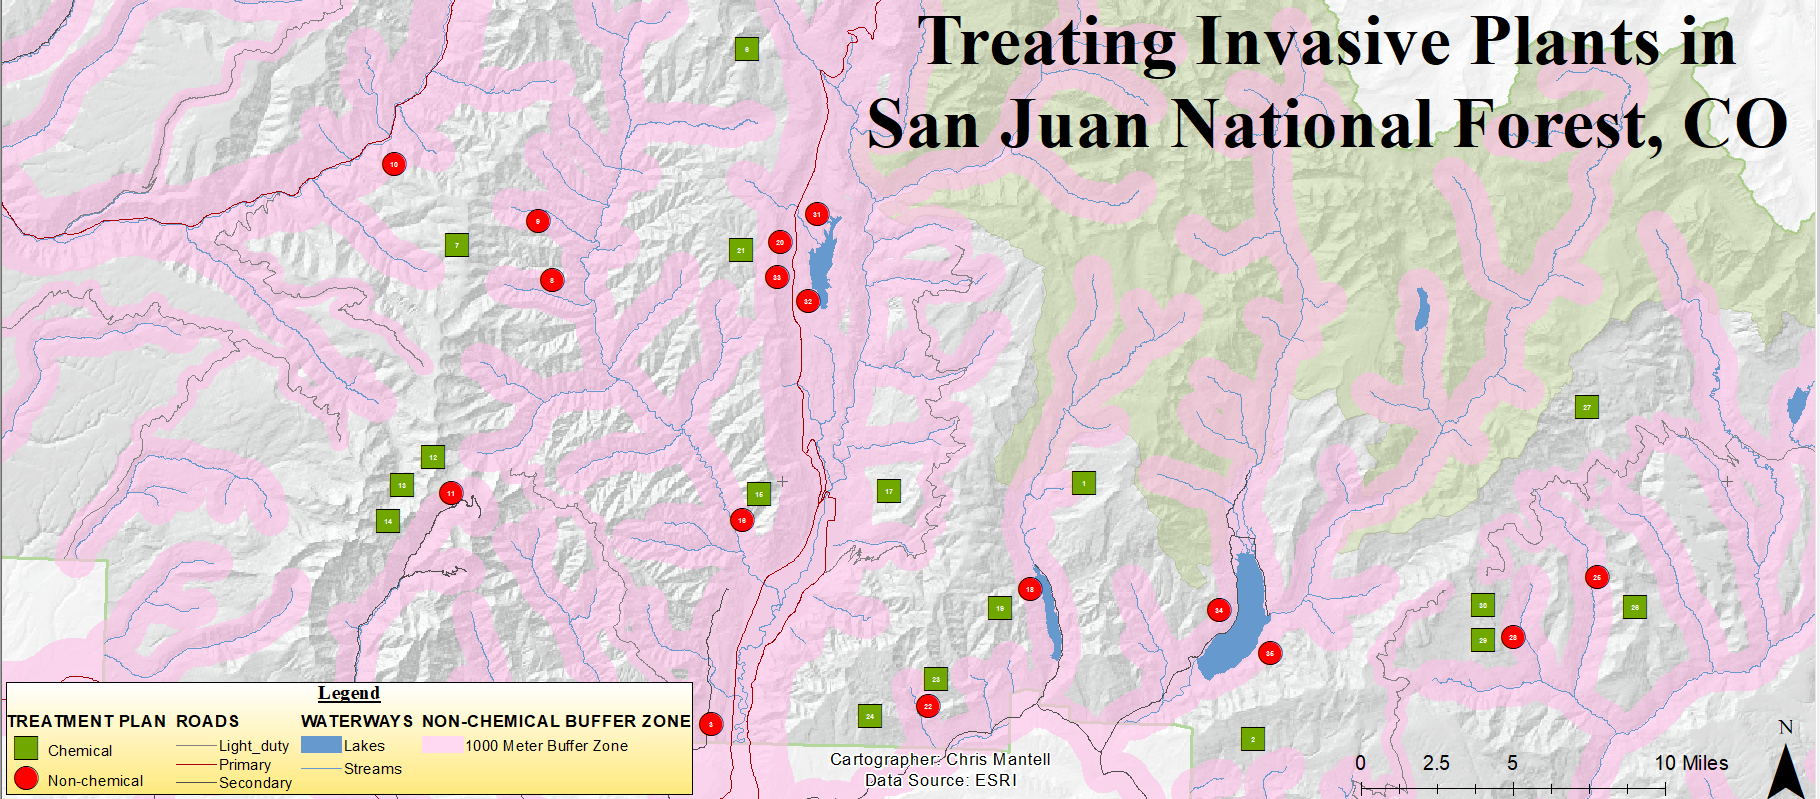 Treating Invasive Plants in
San Juan National Forest, CO
6
10
9
31
7
21
20
8
33
32
27
12
13
11
15
17
1
14
16
25
18
19
34
30
26
28
29
35
23
22
24
3
2
Legend
TREATMENT PLAN ROADS WATERWAYS NON-CHEMICAL BUFFER ZONE
Chemical Light_duty Lakes 1000 Meter Buffer Zone
Primary
Streams
Non-chemical Secondary
Cartographer: Chris Mantell
Data Source: ESRI
N
0 2.5 5 10 Miles